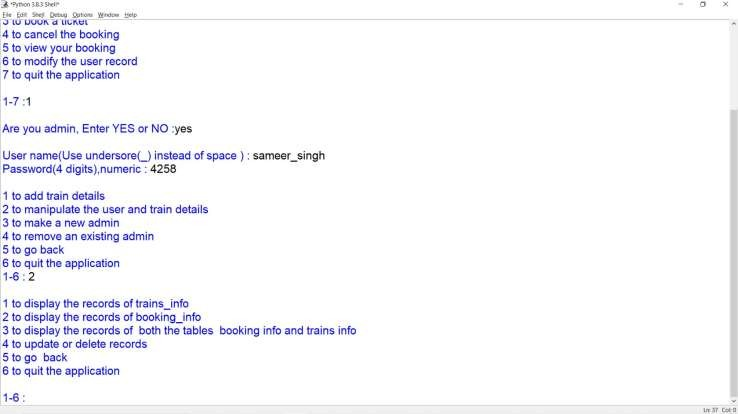 *Python 3.8.3 Shell*
File Edit Shell Debug Options Window Help
3 to book a ticket
4 to cancel the booking
5 to view your booking
6 to modify the user record
7 to quit the application
1-7 :1
Are you admin, Enter YES or NO :yes
User name(Use undersore(_) instead of space ) : sameer_singh
Password(4 digits),numeric : 4258
1 to add train details
2 to manipulate the user and train details
3 to make a new admin
4 to remove an existing admin
5 to go back
6 to quit the application
1-6 : 2
1 to display the records of trains_info
2 to display the records of booking_info
3 to display the records of  both the tables  booking info and trains info
4 to update or delete records
5 to go  back
6 to quit the application
1-6 :
Ln: 37 Col: 0